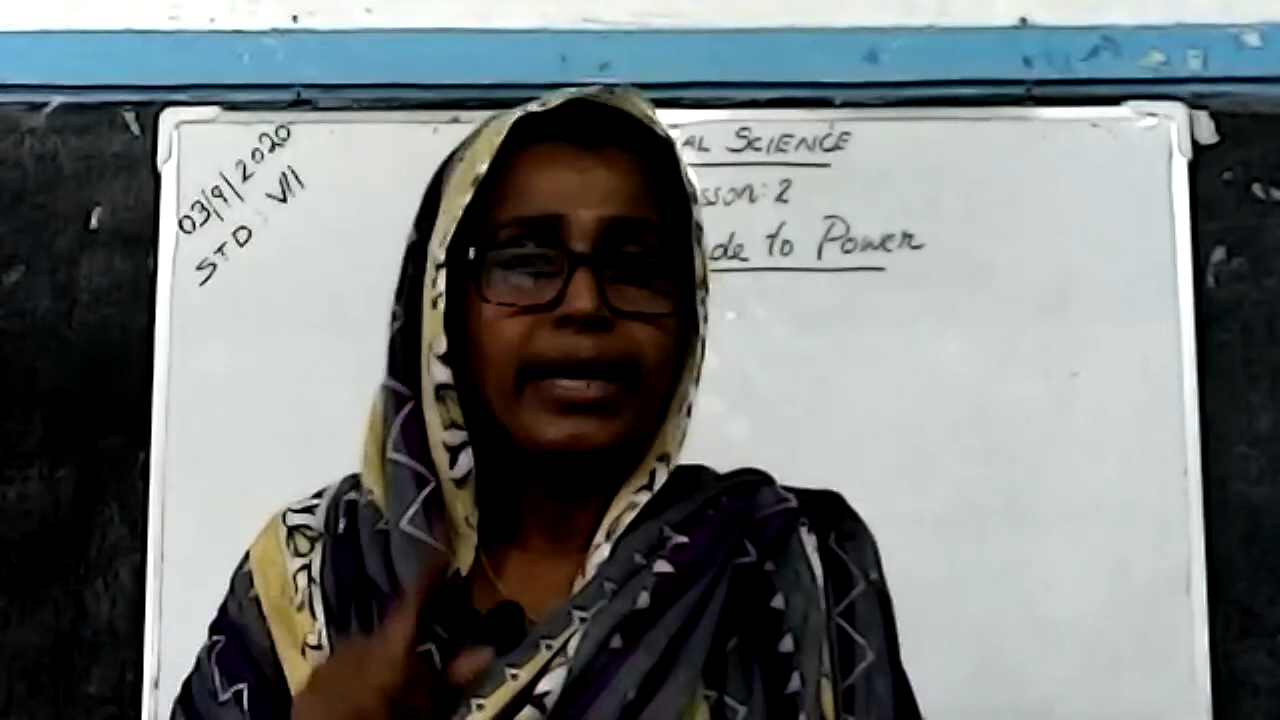 03/9/2020
STD : VII
AL SCIENCE
sson: 2
de to Power